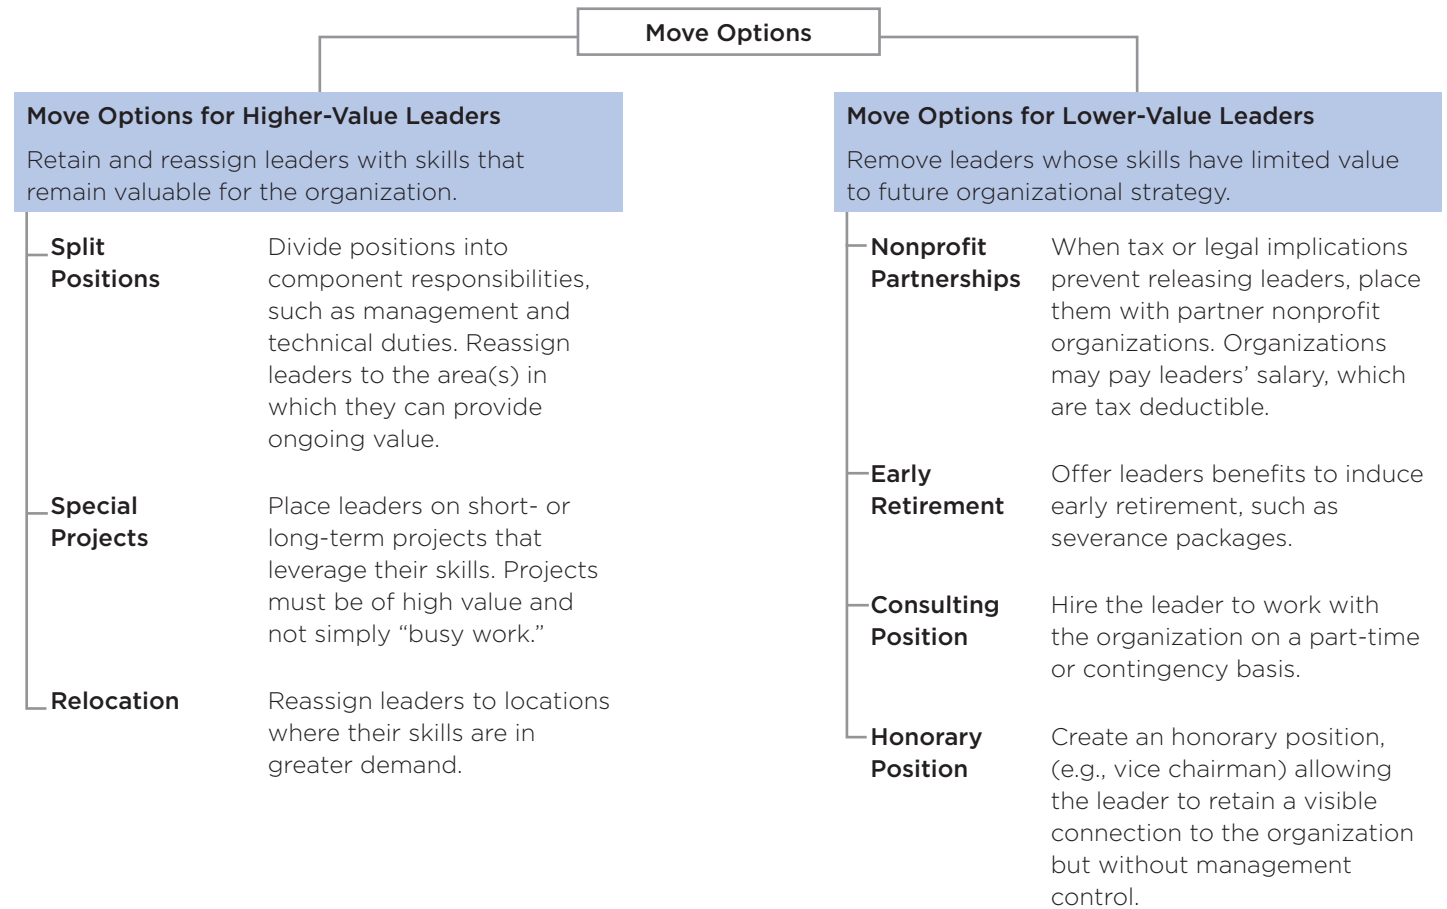 Move Options
Move Options for Higher-Value Leaders
Retain and reassign leaders with skills that
remain valuable for the organization.
Split
Positions
Divide positions into
component responsibilities,
such as management and
technical duties. Reassign
leaders to the area(s) in
which they can provide
ongoing value.
Special
Projects
Place leaders on short- or
long-term projects that
leverage their skills. Projects
must be of high value and
not simply “busy work.”
Relocation
Reassign leaders to locations
where their skills are in
greater demand.
Move Options for Lower-Value Leaders
Remove leaders whose skills have limited value
to future organizational strategy.
Nonprofit
Partnerships
When tax or legal implications
prevent releasing leaders, place
them with partner nonprofit
organizations. Organizations
may pay leaders’ salary, which
are tax deductible.
Early
Retirement
Offer leaders benefits to induce
early retirement, such as
severance packages.
Consulting
Position
Hire the leader to work with
the organization on a part-time
or contingency basis.
Honorary
Position
Create an honorary position,
(e.g., vice chairman) allowing
the leader to retain a visible
connection to the organization
but without management
control.